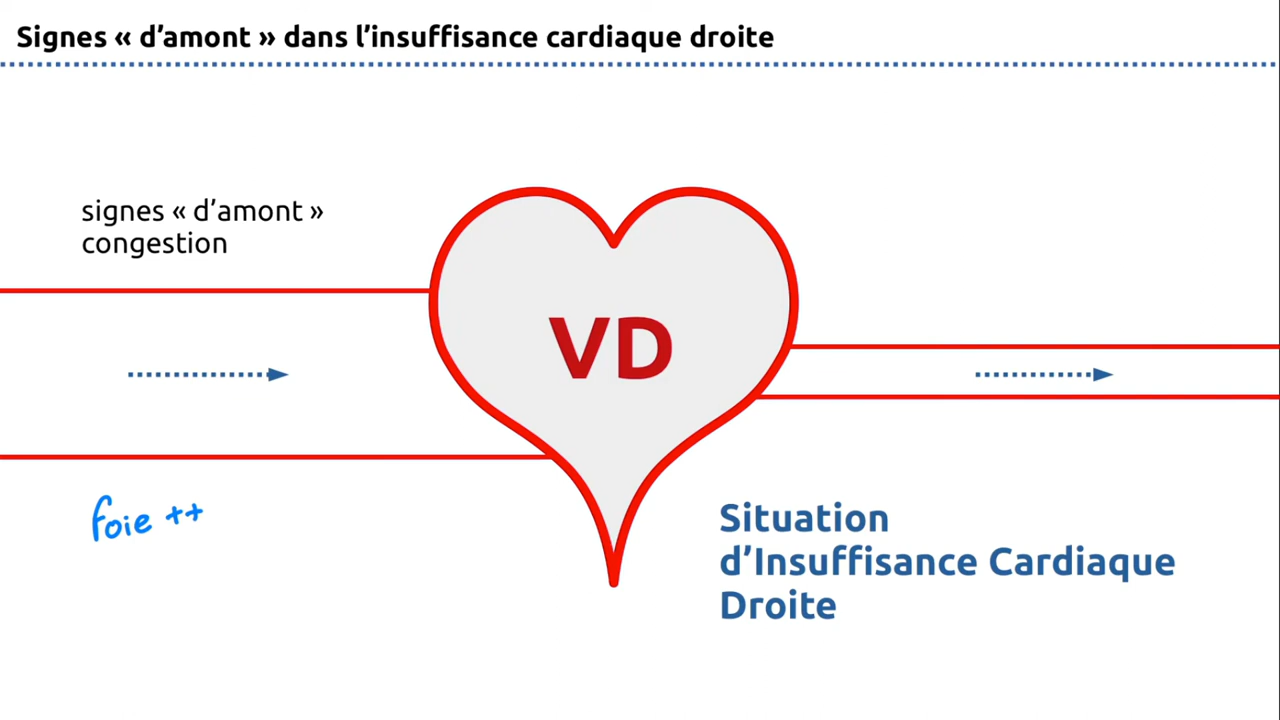 Signes « d’amont » dans l’insuffisance cardiaque droite
signes « d’amont »
congestion
VD
foie ++
Situation
d’Insuffisance Cardiaque
Droite